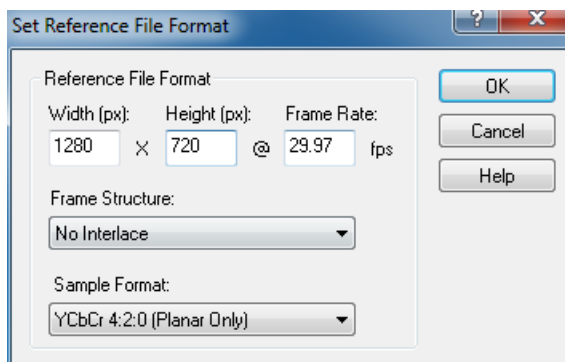 Set Reference File Format
? X
Reference File Format
OK
Width (px): Height (px): Frame Rate:
1280 X 720 @ 29.97 fps
Cancel
Help
Frame Structure:
No Interlace
Sample Format:
YCbCr 4:2:0 (Planar Only)